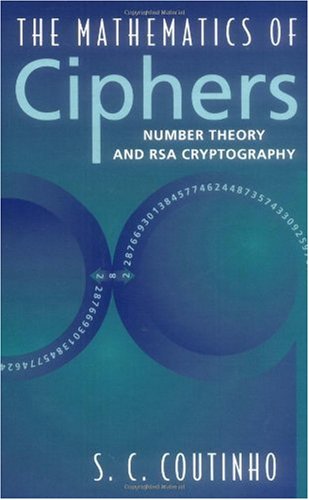 THE MATHEMATICS OF
Ciphers
NUMBER THEORY
AND RSA CRYPTOGRAPHY
S. C. COUTINHO